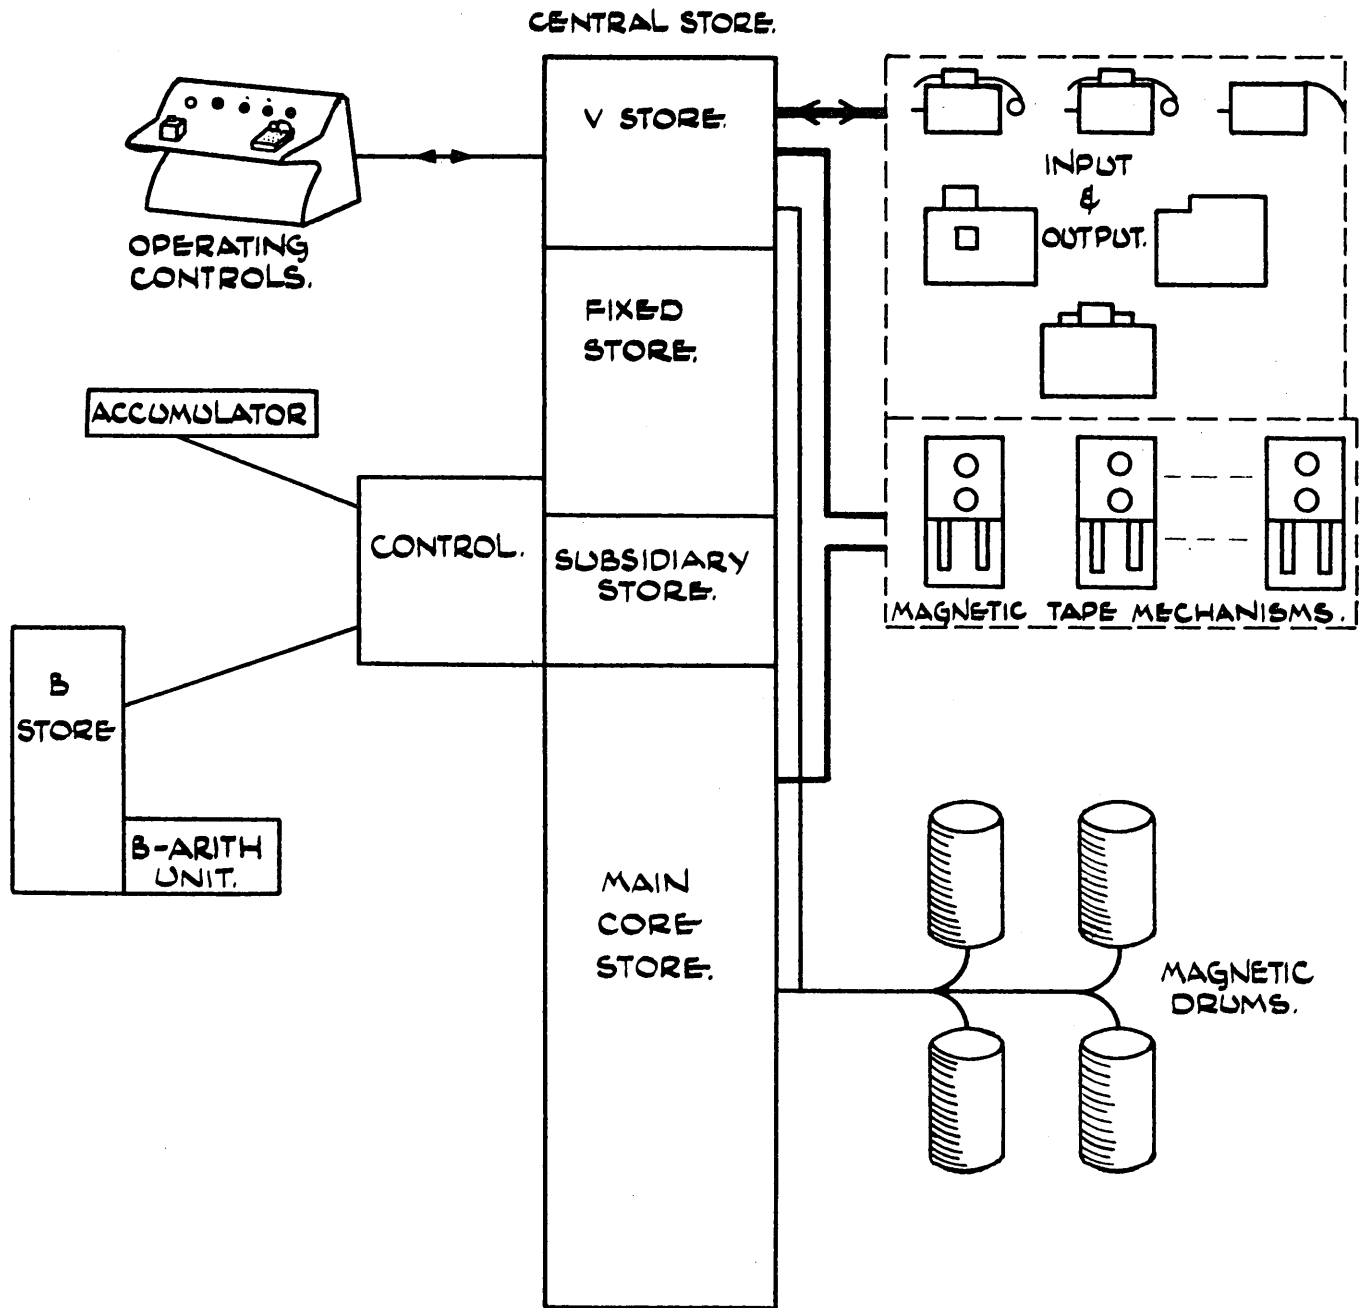 CENTRAL STORE.
V STORE.
INPUT
&
OUTPUT.
OPERATING
CONTROLS.
FIXED
STORE.
ACCUMULATOR
CONTROL.
SUBSIDIARY
STORE.
MAGNETIC TAPE MECHANISMS.
B
STORE
B-ARITH
UNIT.
MAIN
CORE
STORE.
MAGNETIC
DRUMS.